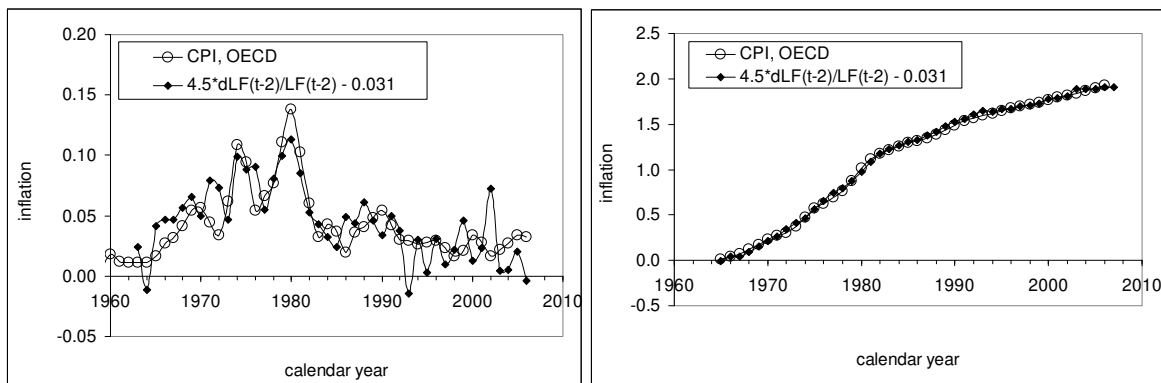 0.20
CPI, OECD
4.5*dLF(t-2)/LF(t-2) - 0.031
0.15
0.10
inflation
0.05
0.00
1960 1970 1980 1990 2000 2010
-0.05
calendar year
2.5
CPI, OECD
4.5*dLF(t-2)/LF(t-2) - 0.031
2.0
1.5
inflation
1.0
0.5
0.0
1960 1970 1980 1990 2000 2010
-0.5
calendar year